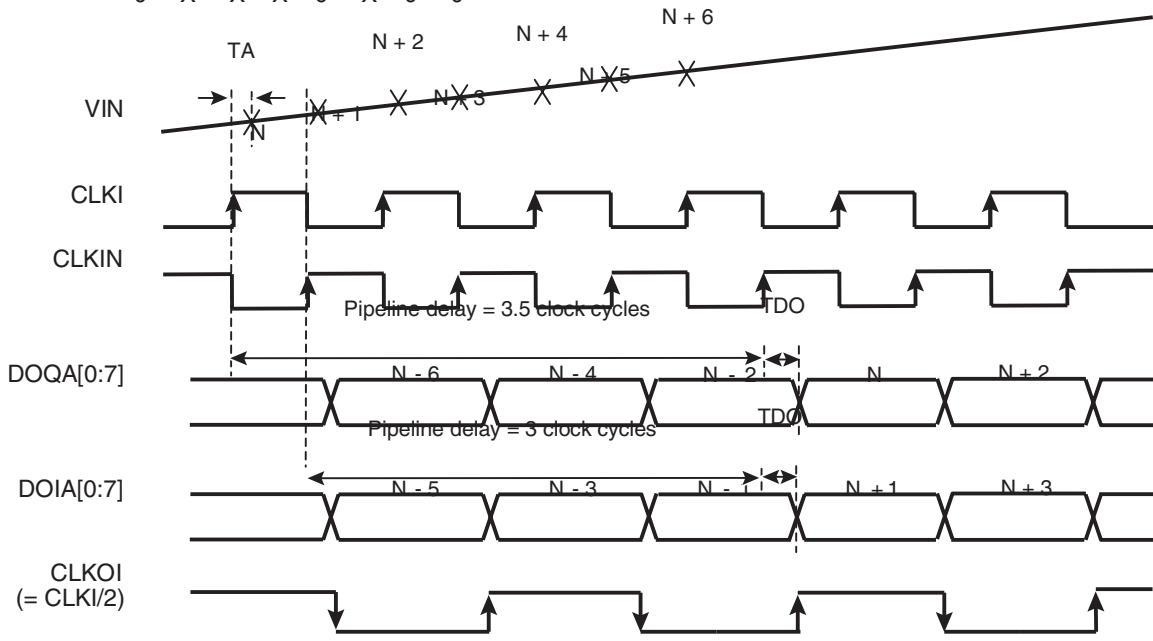 N + 6
N + 4
N + 2
TA
N + 5
N + 3
VIN
N + 1
N
CLKI
CLKIN
Pipeline delay = 3.5 clock cycles
TDO
DOQA[0:7]
N - 6
N - 4
N - 2
N
N + 2
TDO
Pipeline delay = 3 clock cycles
DOIA[0:7]
N - 5
N - 3
N - 1
N + 1
N + 3
CLKOI
(= CLKI/2)